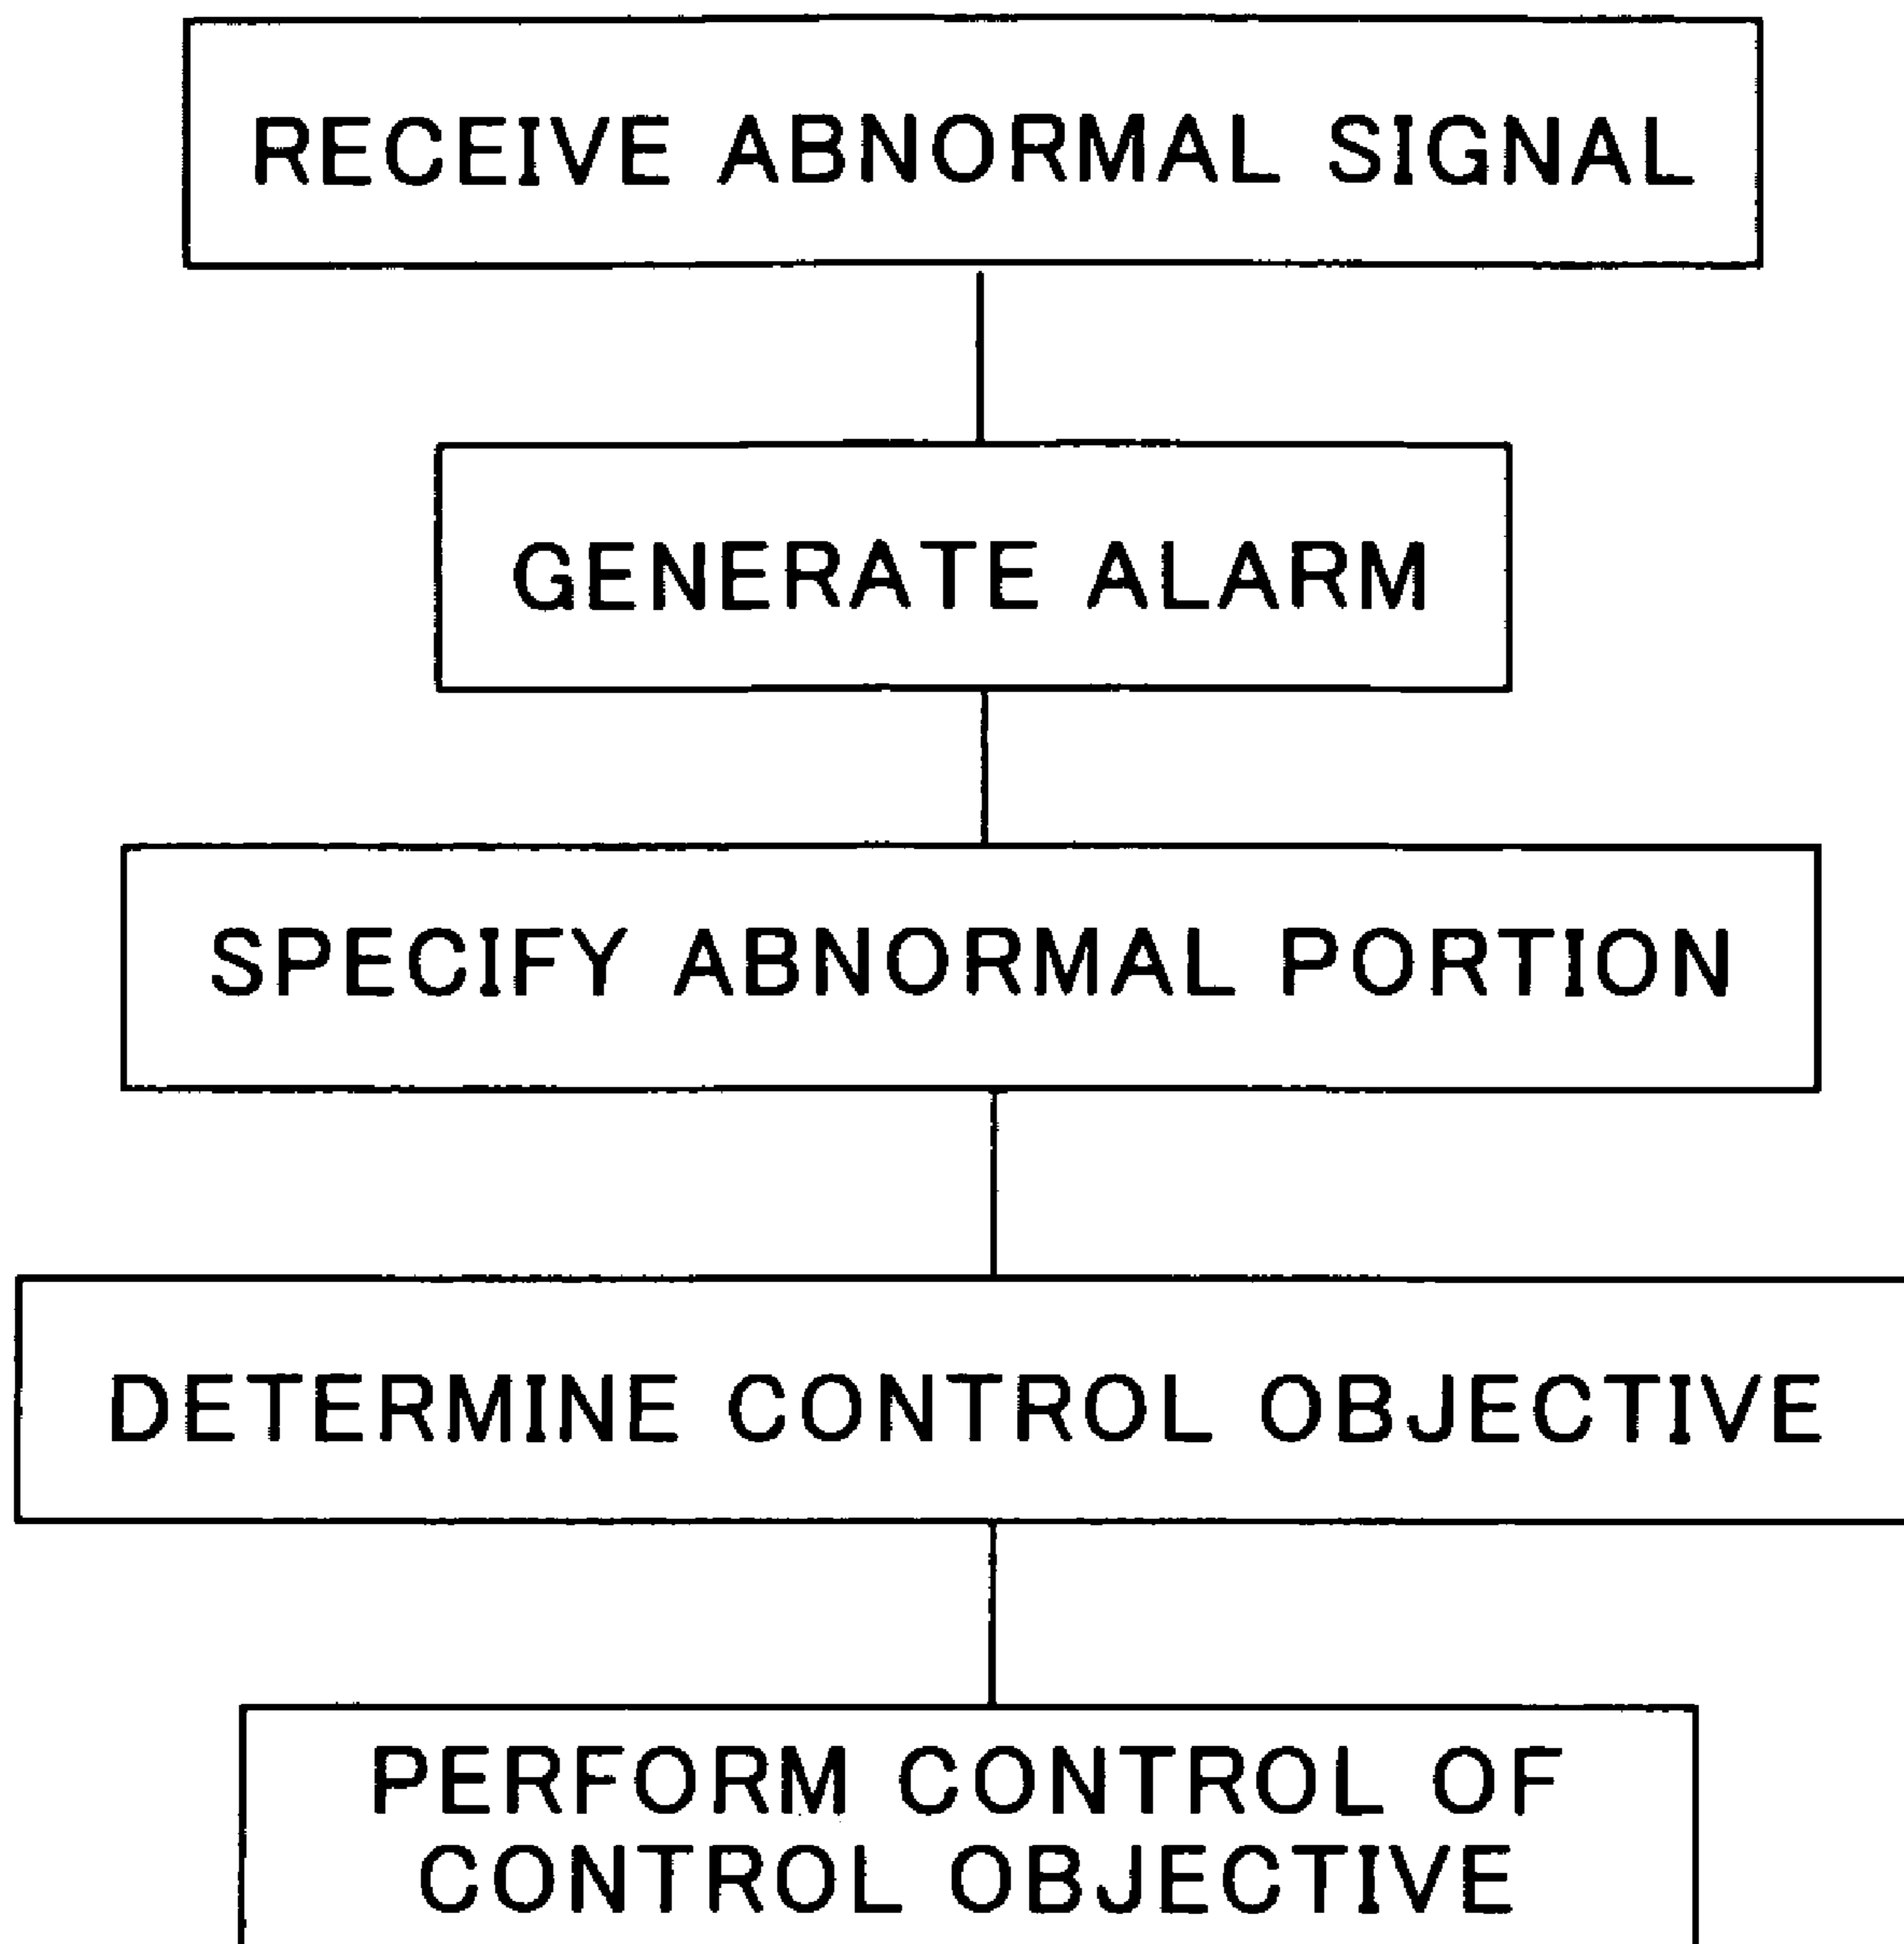 RECEIVE ABNORMAL SIGNAL
GENERATE ALARM
SPECIFY ABNORMAL PORTION
DETERMINE CONTROL OBJECTIVE
PERFORM CONTROL OF
CONTROL OBJECTIVE